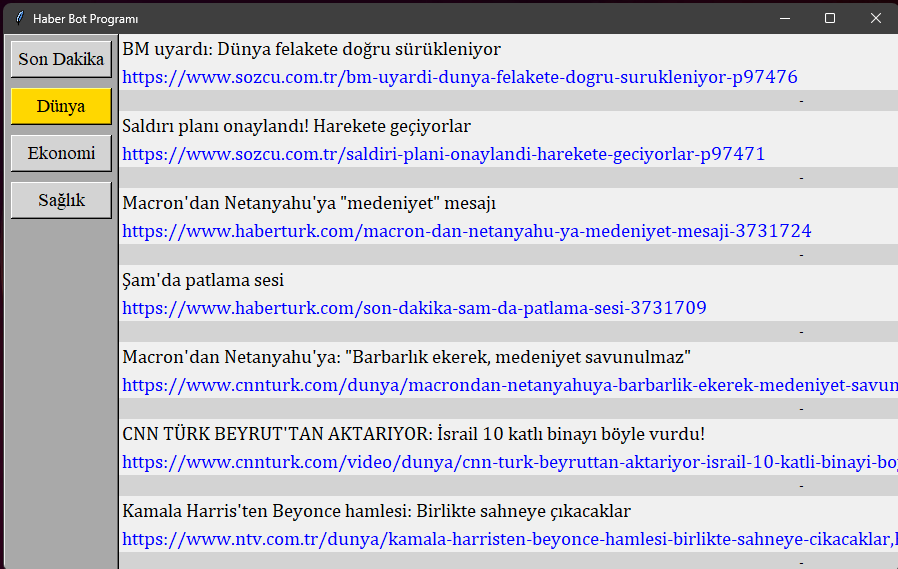 Haber Bot Programı
Son Dakika
Dünya
Ekonomi
Sağlık
BM uyardı: Dünya felakete doğru sürükleniyor
https://www.sozcu.com.tr/bm-uyardi-dunya-felakete-dogru-surukleniyor-p97476
-
Saldırı planı onaylandı! Harekete geçiyorlar
https://www.sozcu.com.tr/saldiri-plani-onaylandi-harekete-geciyorlar-p97471
-
Macron'dan Netanyahu'ya "medeniyet" mesajı
https://www.haberturk.com/macron-dan-netanyahu-ya-medeniyet-mesaji-3731724
-
Şam'da patlama sesi
https://www.haberturk.com/son-dakika-sam-da-patlama-sesi-3731709
-
Macron'dan Netanyahu'ya: "Barbarlık ekerek, medeniyet savunulmaz"
https://www.cnnturk.com/dunya/macrondan-netanyahuya-barbarlik-ekerek-medeniyet-savun
-
CNN TÜRK BEYRUT'TAN AKTARIYOR: İsrail 10 katlı binayı böyle vurdu!
https://www.cnnturk.com/video/dunya/cnn-turk-beyruttan-aktariyor-israil-10-katli-binayi-bo
-
Kamala Harris'ten Beyonce hamlesi: Birlikte sahneye çıkacaklar
https://www.ntv.com.tr/dunya/kamala-harristen-beyonce-hamlesi-birlikte-sahneye-cikacaklar,
-